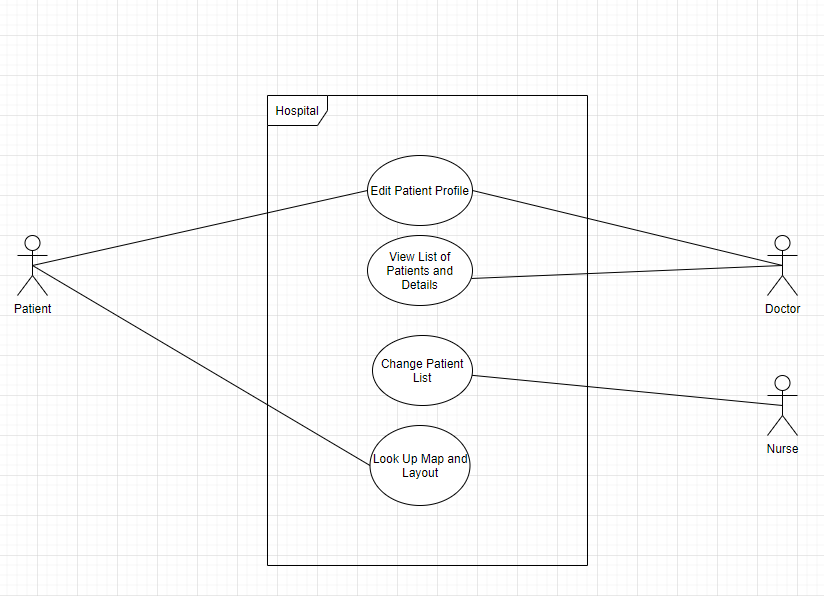 Hospital
Edit Patient Profile
View List of
Patients and
Details
Patient
Doctor
Change Patient
List
Nurse
Look Up Map and
Layout